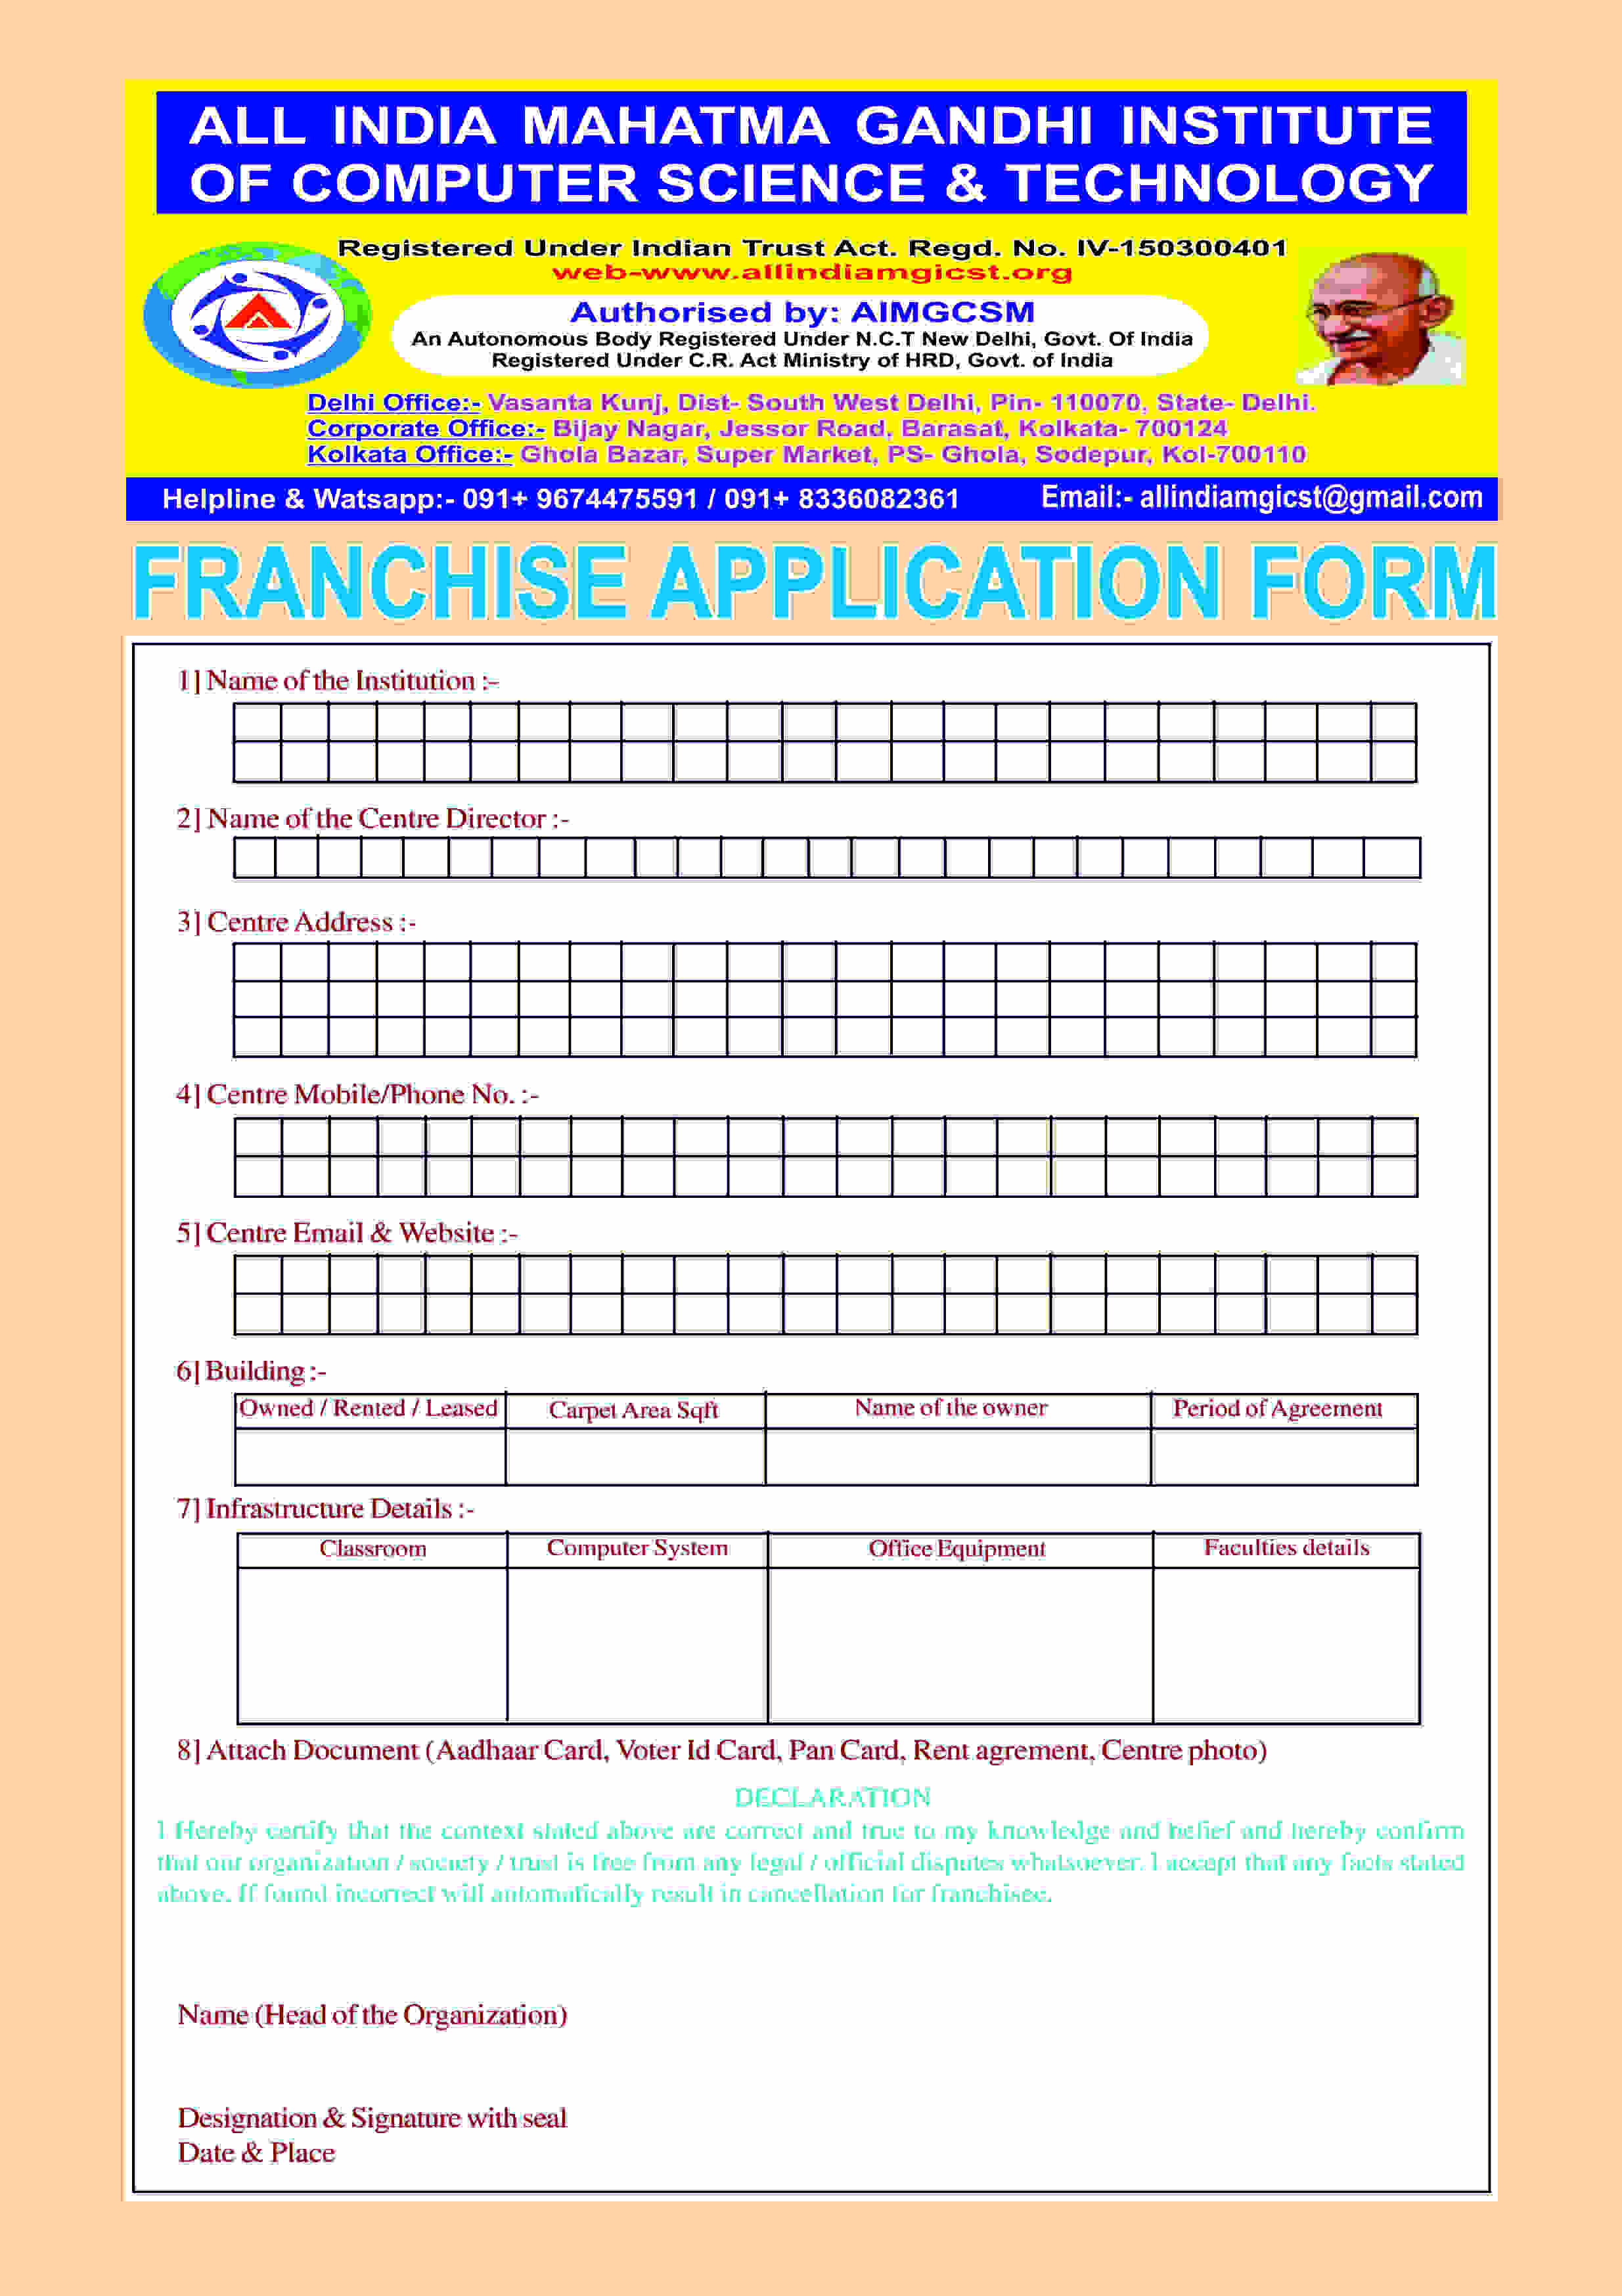 ALL INDIA MAHATMA GANDHI INSTITUTE
OF COMPUTER SCIENCE & TECHNOLOGY
Registered Under Indian Trust Act. Regd. No. IV-150300401
web-www.allindiamgicst.org
Authorised by: AIMGCSM
An Autonomous Body Registered Under N.C.T New Delhi, Govt. Of India
Registered Under C.R. Act Ministry of HRD, Govt. of India
Delhi Office:- Vasanta Kunj, Dist- South West Delhi, Pin- 110070, State- Delhi.
Corporate Office:- Bijay Nagar, Jessor Road, Barasat, Kolkata- 700124
Kolkata Office:- Ghola Bazar, Super Market, PS- Ghola, Sodepur, Kol-700110
Helpline & Watsapp:- 091+ 9674475591 / 091+ 8336082361 Email:- allindiamgicst@gmail.com
FRANCHISE APPLICATION FORM
1] Name of the Institution :-
2] Name of the Centre Director :-
3] Centre Address :-
4] Centre Mobile/Phone No. :-
5] Centre Email & Website :-
6] Building :-
Owned / Rented / Leased Carpet Area Sqft Name of the owner Period of Agreement
7] Infrastructure Details :-
Classroom Computer System Office Equipment Faculties details
8] Attach Document (Aadhaar Card, Voter Id Card, Pan Card, Rent agrement, Centre photo)
DECLARATION
I Hereby certify that the context stated above are correct and true to my knowledge and belief and hereby confirm
that our organization / society / trust is free from any legal / official disputes whatsoever. I accept that any facts stated
above. If found incorrect will automatically result in cancellation for franchisee.
Name (Head of the Organization)
Designation & Signature with seal
Date & Place